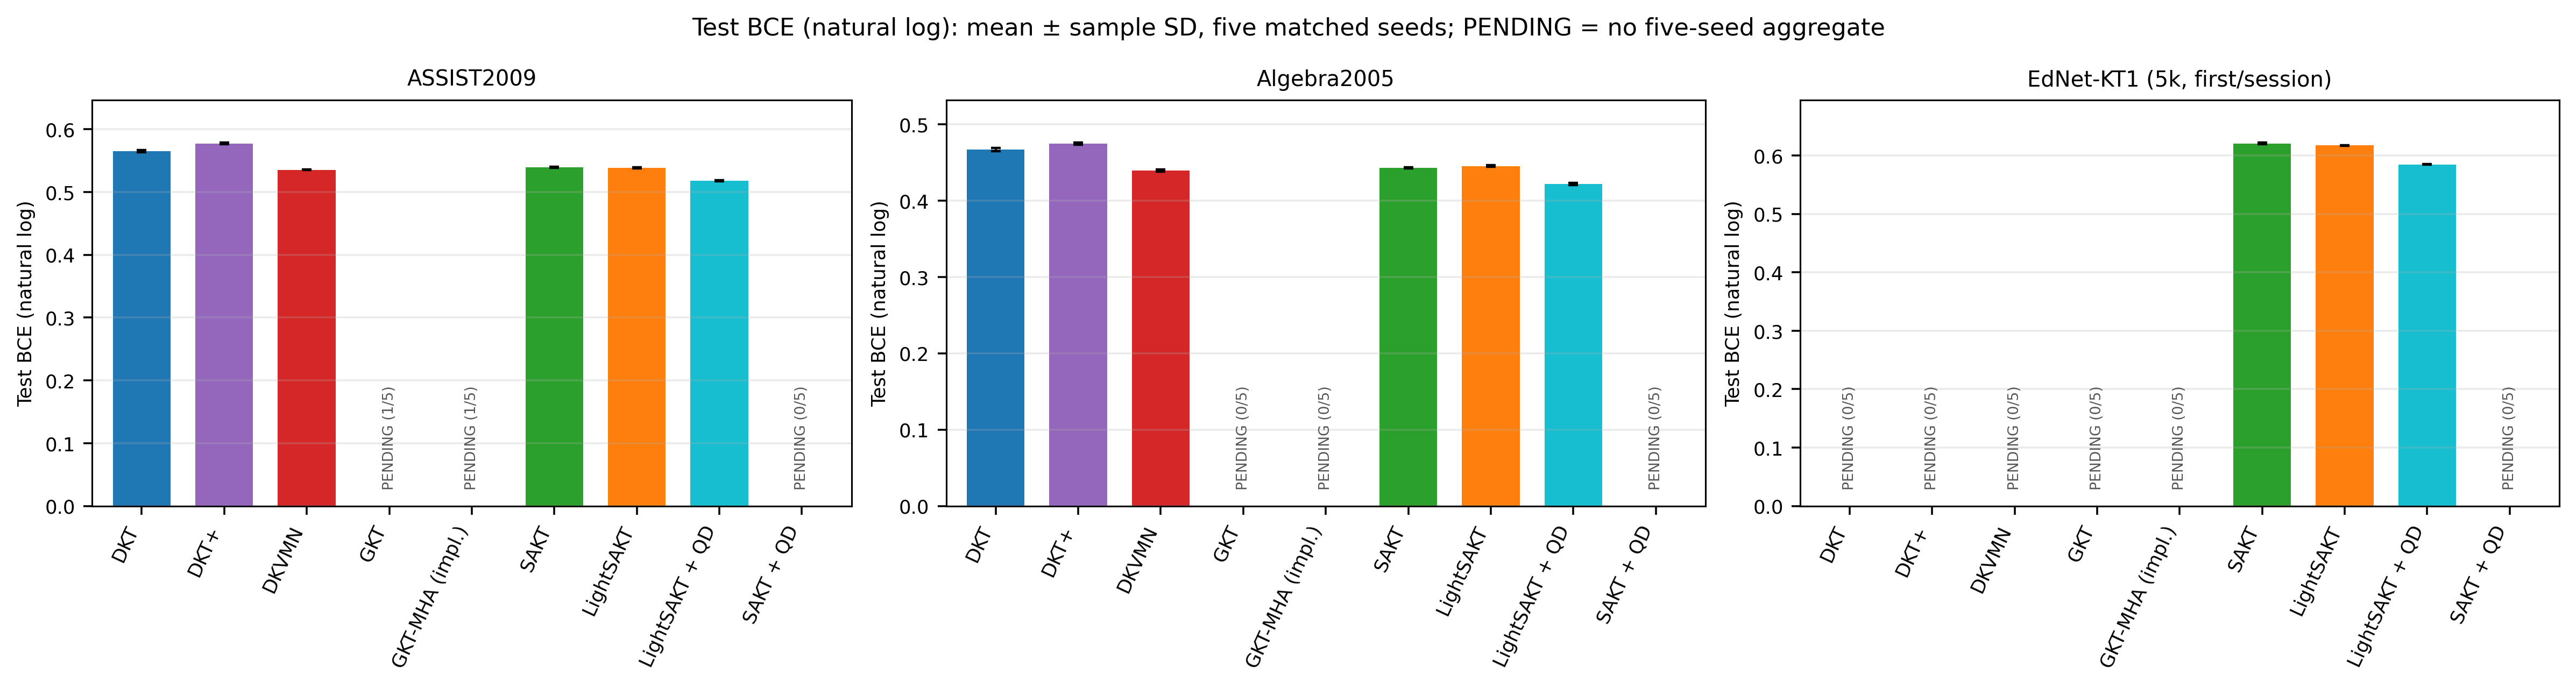 Test BCE (natural log): mean ± sample SD, five matched seeds; PENDING = no five-seed aggregate
ASSIST2009
Test BCE (natural log)
0.6
0.5
0.4
0.3
0.2
0.1
0.0
PENDING (1/5)
PENDING (1/5)
PENDING (0/5)
DKT
DKT+
DKVMN
GKT
GKT-MHA (impl.)
SAKT
LightSAKT
LightSAKT + QD
SAKT + QD
Algebra2005
Test BCE (natural log)
0.5
0.4
0.3
0.2
0.1
0.0
PENDING (0/5)
PENDING (0/5)
PENDING (0/5)
DKT
DKT+
DKVMN
GKT
GKT-MHA (impl.)
SAKT
LightSAKT
LightSAKT + QD
SAKT + QD
EdNet-KT1 (5k, first/session)
Test BCE (natural log)
0.6
0.5
0.4
0.3
0.2
0.1
0.0
PENDING (0/5)
PENDING (0/5)
PENDING (0/5)
PENDING (0/5)
PENDING (0/5)
PENDING (0/5)
DKT
DKT+
DKVMN
GKT
GKT-MHA (impl.)
SAKT
LightSAKT
LightSAKT + QD
SAKT + QD